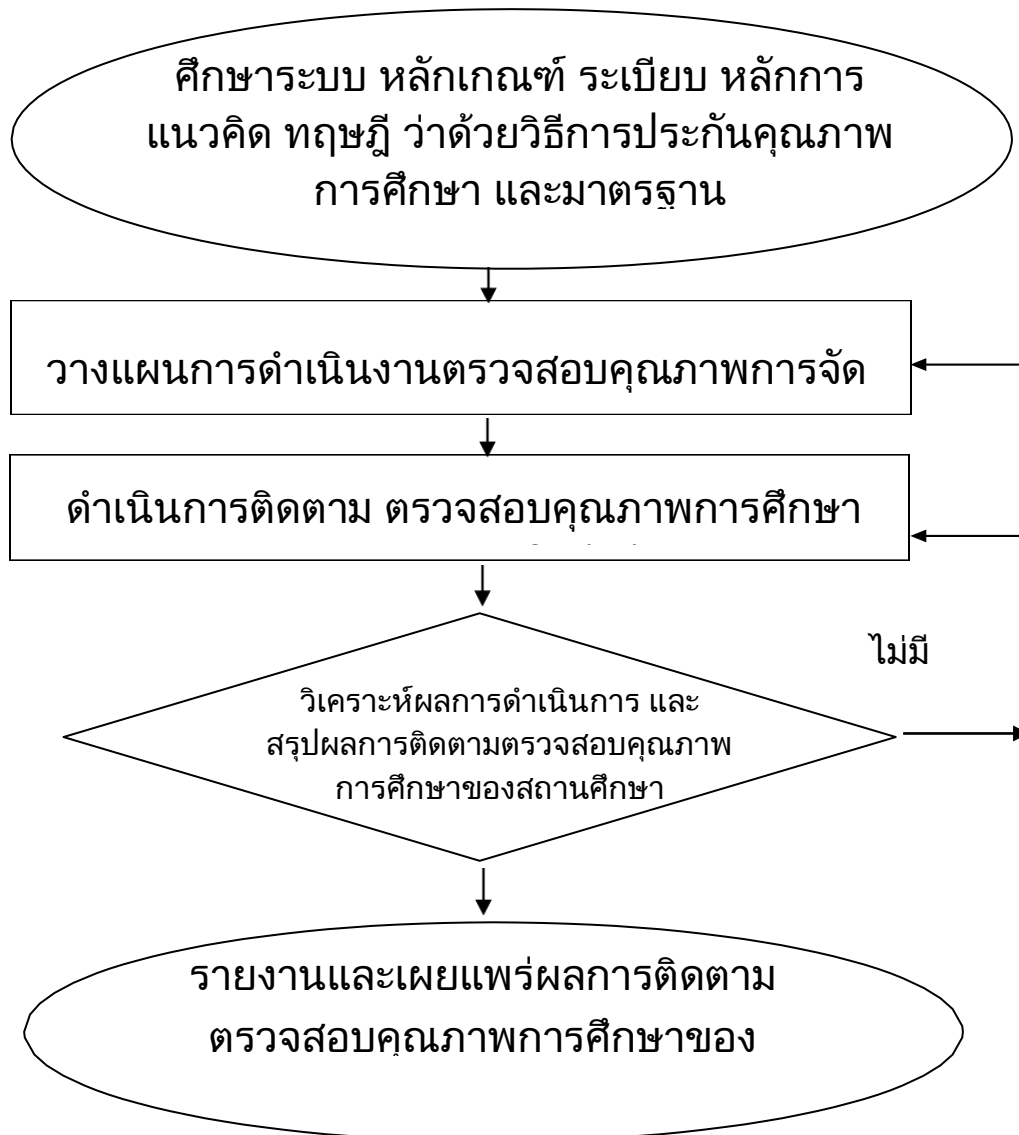 ศึกษาระบบ หลักเกณฑ์ ระเบียบ หลักการ
แนวคิด ทฤษฎี ว่าด้วยวิธีการประกันคุณภาพ
การศึกษา และมาตรฐาน
วางแผนการดำเนินงานตรวจสอบคุณภาพการจัด
ดำเนินการติดตาม ตรวจสอบคุณภาพการศึกษา
ไม่มี
วิเคราะห์ผลการดำเนินการ และ
สรุปผลการติดตามตรวจสอบคุณภาพ
การศึกษาของสถานศึกษา
รายงานและเผยแพร่ผลการติดตาม
ตรวจสอบคุณภาพการศึกษาของ